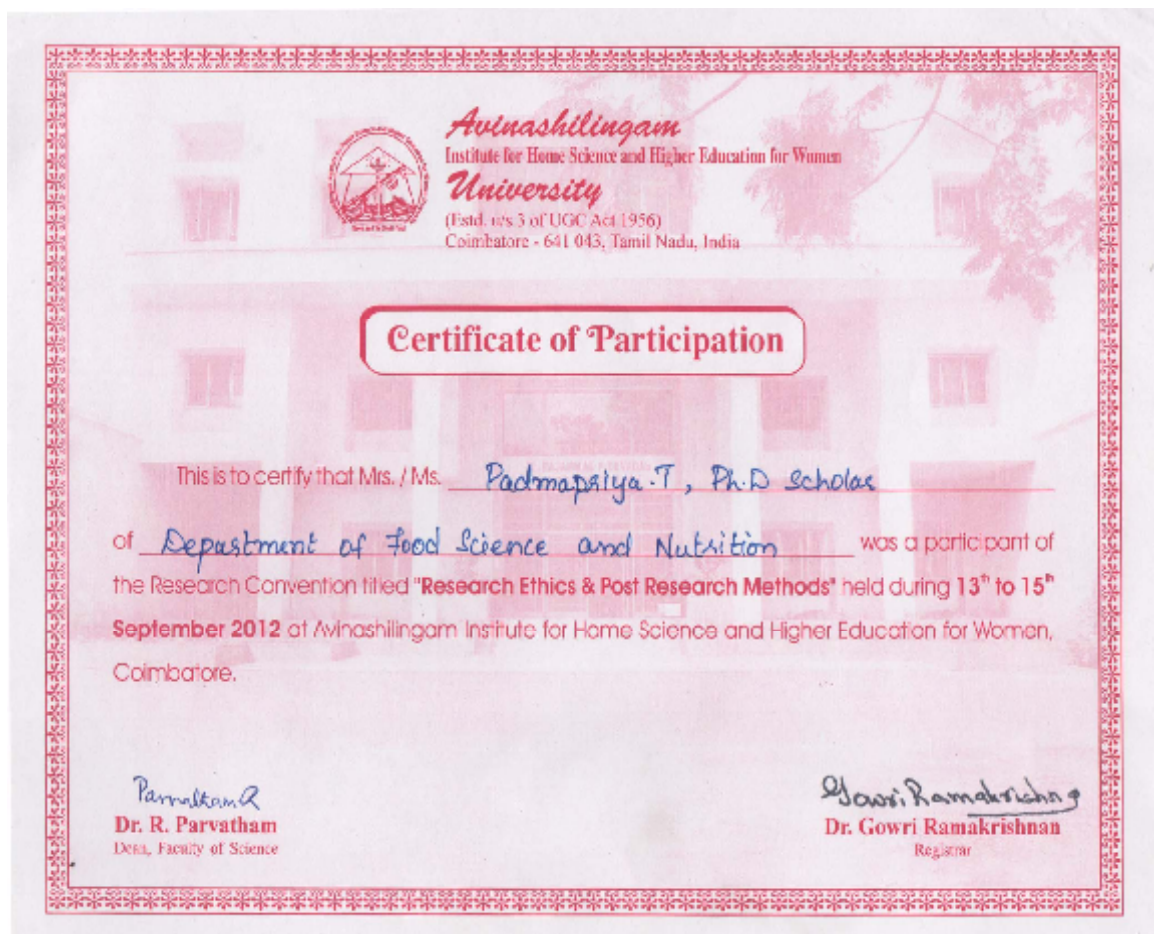 Avinashilingam
Institute for Home Science and Higher Education for Women
University
(Estd. u/s 3 of UGC Act 1956)
Coimbatore - 641 043, Tamil Nadu, India
Certificate of Participation
This is to certify that Mrs. / Ms. Padmapriya.T, Ph.D Scholar
of Department of Food Science and Nutrition was a participant of
the Research Convention titled "Research Ethics & Post Research Methods" held during 13th to 15th
September 2012 at Avinashilingam Institute for Home Science and Higher Education for Women,
Coimbatore.
Parvatham R
Gowri Ramakrishnan
Dr. R. Parvatham
Dr. Gowri Ramakrishnan
Dean, Faculty of Science
Registrar